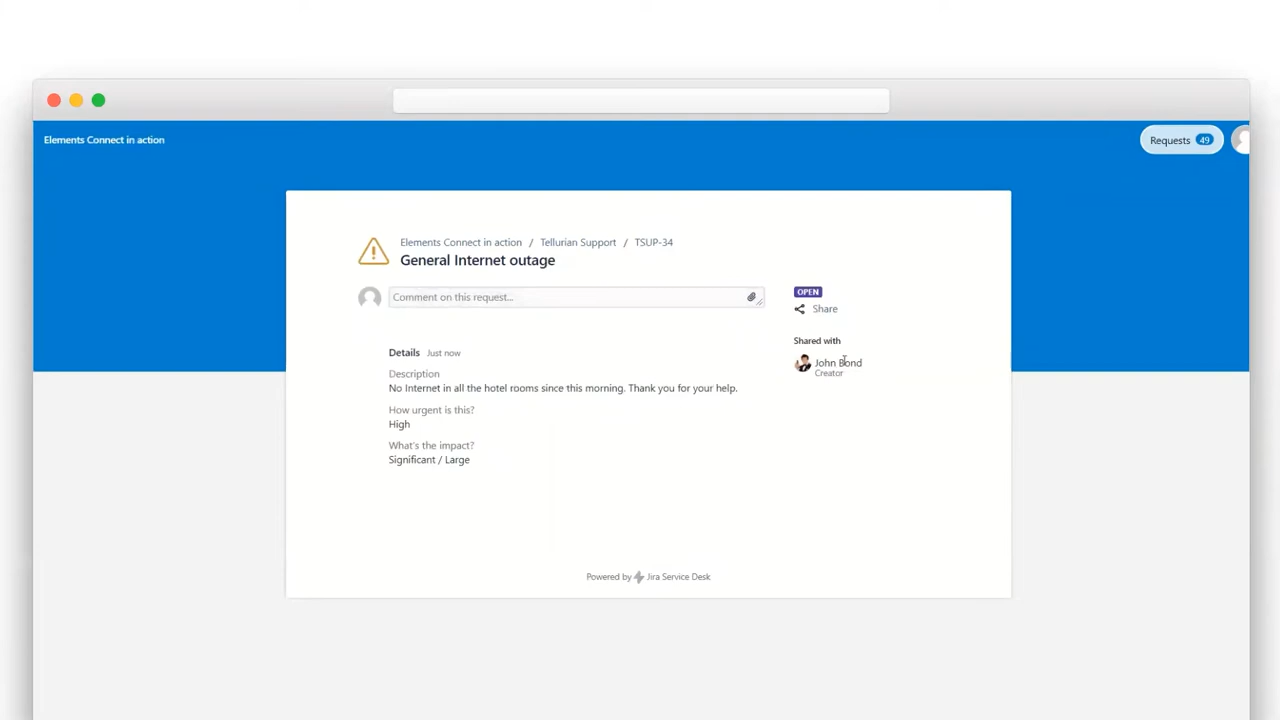 Elements Connect in action
Requests 49
Elements Connect in action / Tellurian Support / TSUP-34
General Internet outage
Comment on this request...
OPEN
Share
Shared with
John Bond
Creator
Details Just now
Description
No Internet in all the hotel rooms since this morning. Thank you for your help.
How urgent is this?
High
What's the impact?
Significant / Large
Powered by Jira Service Desk